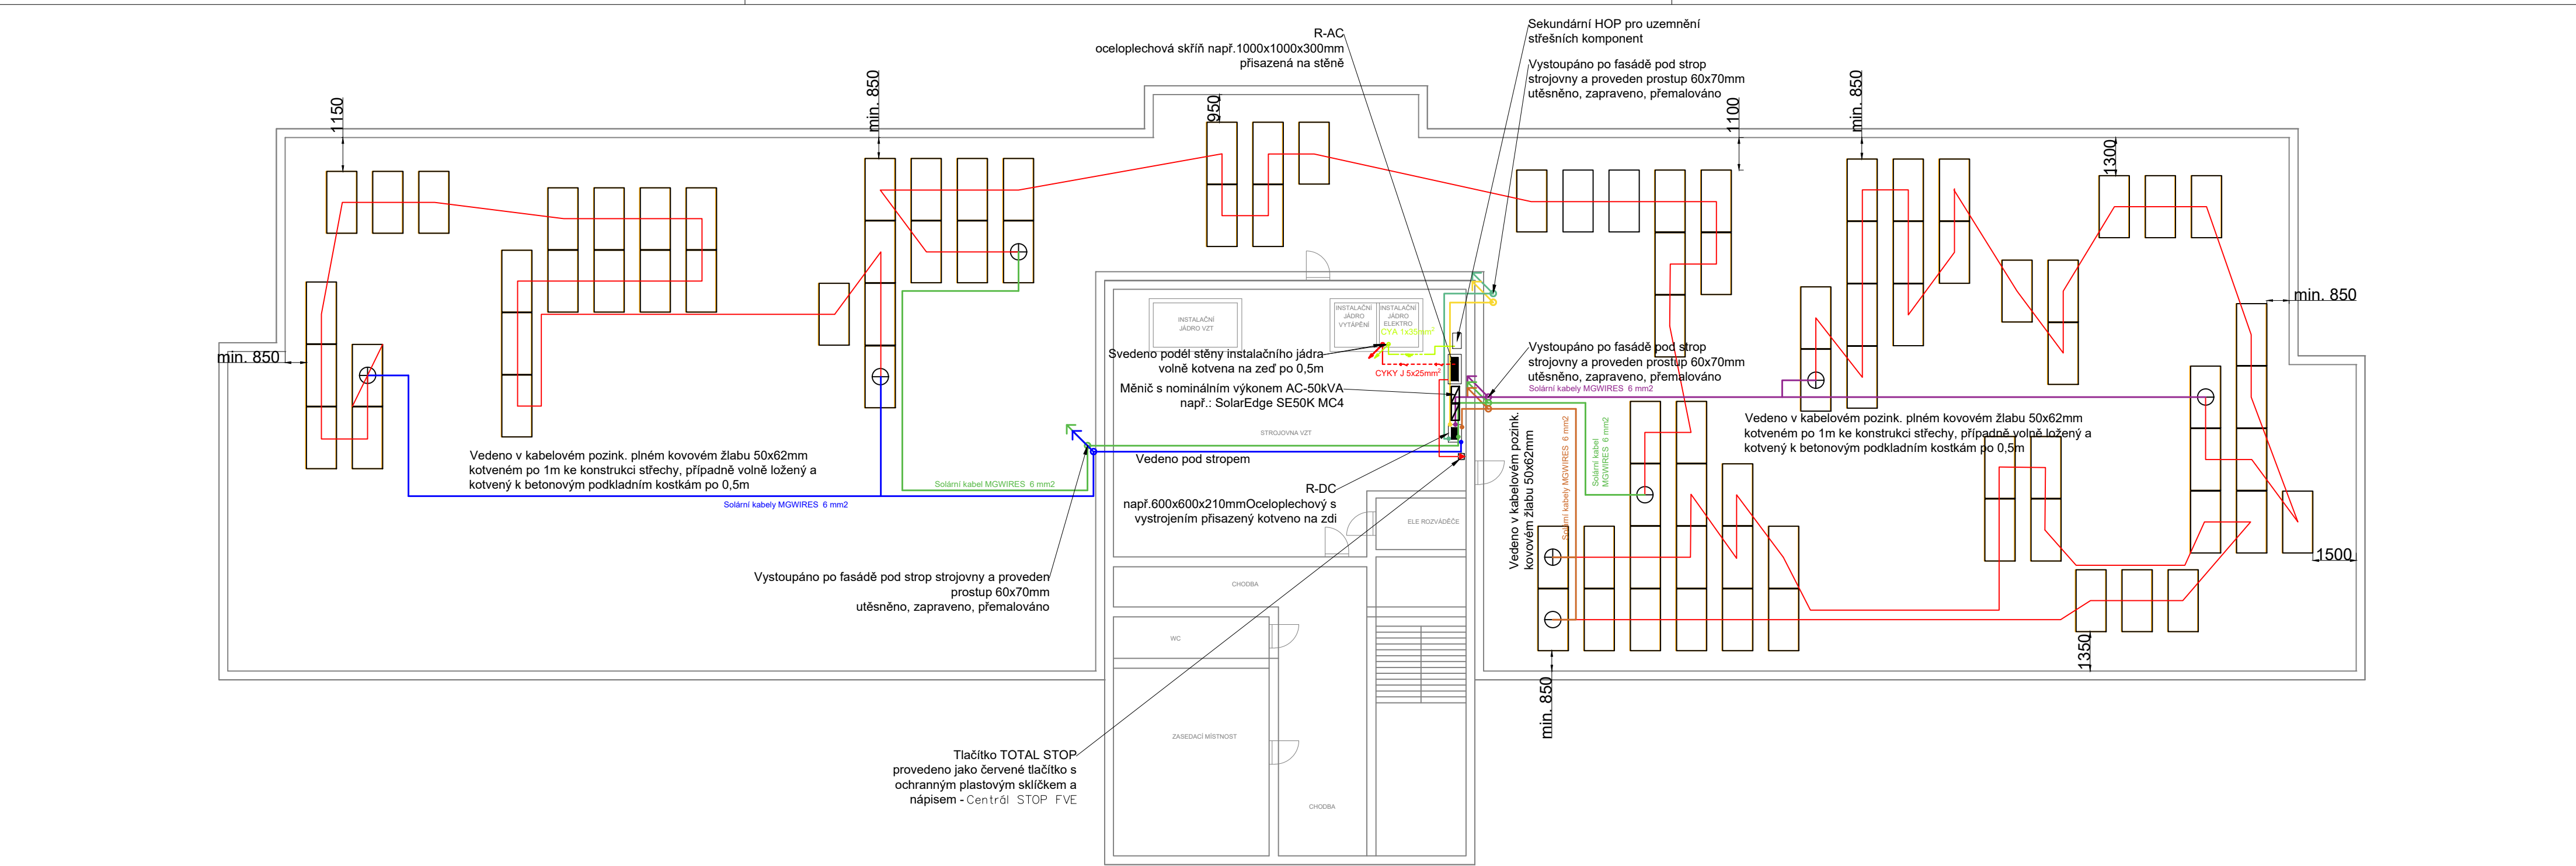 R-AC
oceloplechová skříň např.1000x1000x300mm
přisazená na stěně
Sekundární HOP pro uzemnění
střešních komponent
Vystoupáno po fasádě pod strop
strojovny a proveden prostup 60x70mm
utěsněno, zapraveno, přemalováno
1150
min. 850
950
1100
min. 850
1300
min. 850
min. 850
INSTALAČNÍ
JÁDRO VZT
INSTALAČNÍ
JÁDRO
VYTÁPĚNÍ
INSTALAČNÍ
JÁDRO
ELEKTRO
CYA 1x35mm²
CYKY J 5x25mm²
Svedeno podél stěny instalačního jádra
volně kotvena na zeď po 0,5m
Měnič s nominálním výkonem AC-50kVA
např.: SolarEdge SE50K MC4
Vystoupáno po fasádě pod strop
strojovny a proveden prostup 60x70mm
utěsněno, zapraveno, přemalováno
Solární kabely MGWIRES 6 mm2
STROJOVNA VZT
Vedeno pod stropem
Vedeno v kabelovém pozink. plném kovovém žlabu 50x62mm
kotveném po 1m ke konstrukci střechy, případně volně ložený a
kotvený k betonovým podkladním kostkám po 0,5m
Solární kabel MGWIRES 6 mm2
Solární kabely MGWIRES 6 mm2
Vedeno v kabelovém pozink. plném kovovém žlabu 50x62mm
kotveném po 1m ke konstrukci střechy, případně volně ložený a
kotvený k betonovým podkladním kostkám po 0,5m
Vedeno v kabelovém pozink.
kovovém žlabu 50x62mm
Solární kabely MGWIRES 6 mm2
Solární kabel
MGWIRES 6 mm2
R-DC
např.600x600x210mmOceloplechový s
vystrojením přisazený kotveno na zdi
ELE ROZVÁDĚČE
1500
Vystoupáno po fasádě pod strop strojovny a proveden
prostup 60x70mm
utěsněno, zapraveno, přemalováno
CHODBA
WC
1350
min. 850
ZASEDACÍ MÍSTNOST
Tlačítko TOTAL STOP
provedeno jako červené tlačítko s
ochranným plastovým sklíčkem a
nápisem - Centrál STOP FVE
CHODBA